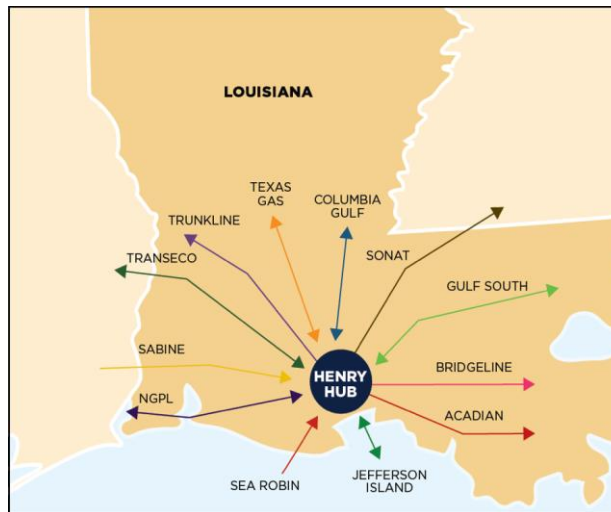 LOUISIANA
TEXAS
GAS
COLUMBIA
GULF
TRUNKLINE
SONAT
TRANSECO
GULF SOUTH
SABINE
HENRY
HUB
BRIDGELINE
NGPL
ACADIAN
SEA ROBIN
JEFFERSON
ISLAND